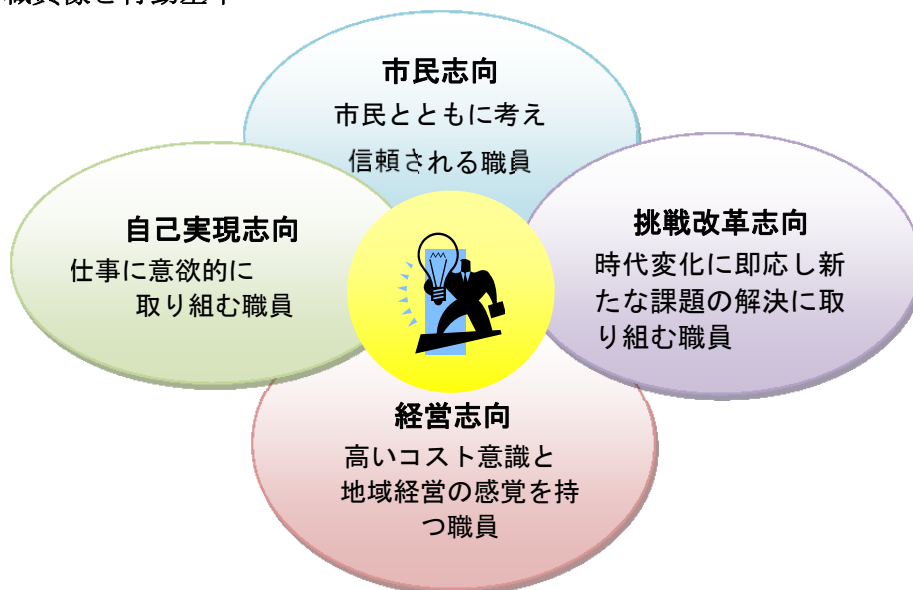 市民志向
市民とともに考え
信頼される職員
自己実現志向
仕事に意欲的に
取り組む職員
挑戦改革志向
時代変化に即応し新
たな課題の解決に取
り組む職員
経営志向
高いコスト意識と
地域経営の感覚を持
つ職員